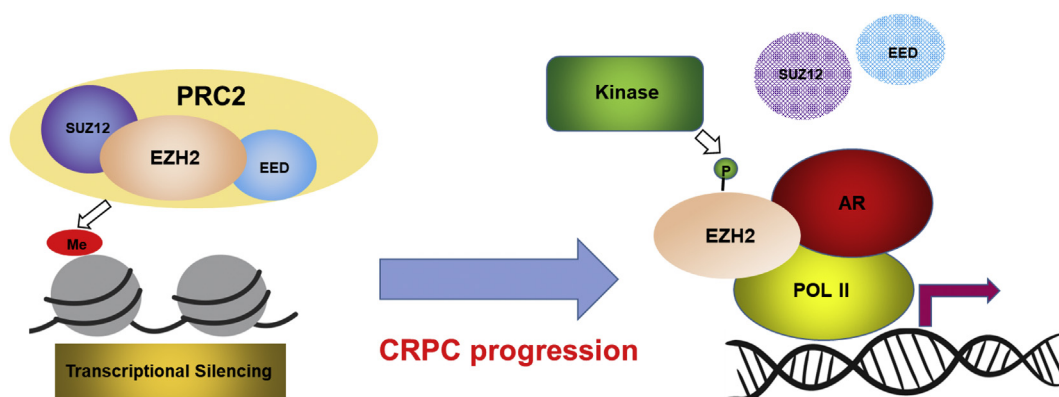 PRC2
SUZ12
EZH2
EED
Me
Transcriptional Silencing
CRPC progression
Kinase
SUZ12
EED
P
EZH2
AR
POL II